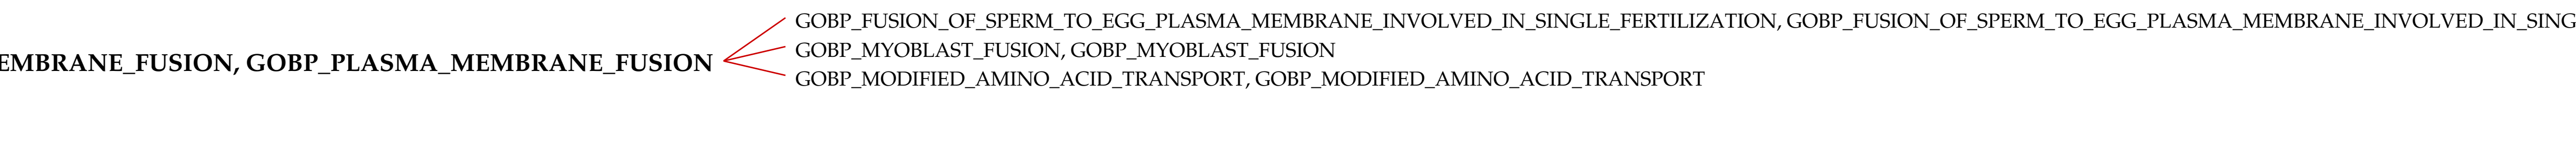 GOBP_FUSION_OF_SPERM_TO_EGG_PLASMA_MEMBRANE_INVOLVED_IN_SINGLE_FERTILIZATION, GOBP_FUSION_OF_SPERM_TO_EGG_PLASMA_MEMBRANE_INVOLVED_IN_SING
GOBP_MYOBLAST_FUSION, GOBP_MYOBLAST_FUSION
EMBRANE_FUSION, GOBP_PLASMA_MEMBRANE_FUSION
GOBP_MODIFIED_AMINO_ACID_TRANSPORT, GOBP_MODIFIED_AMINO_ACID_TRANSPORT